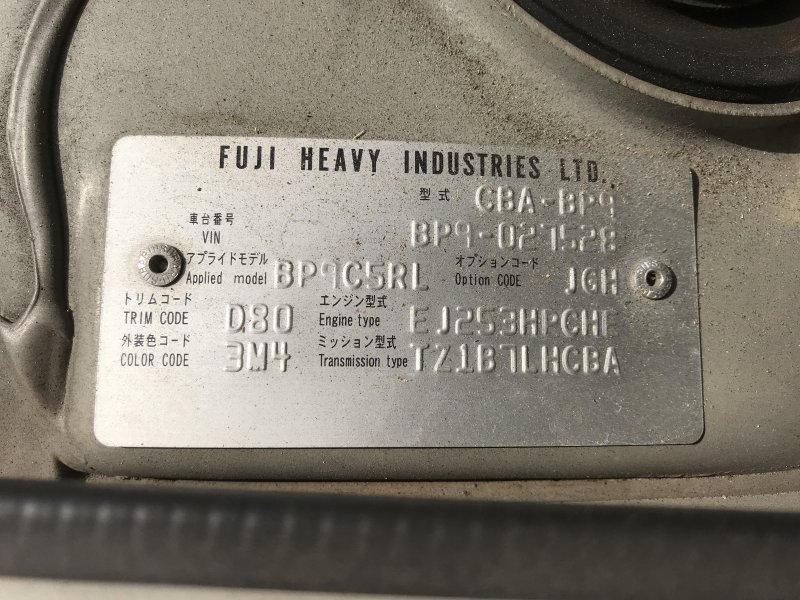 FUJI HEAVY INDUSTRIES LTD.
型式 CBA-BP9
車台番号 VIN BP9-027528
アプライドモデル Applied model BP9C5RL オプションコード Option CODE JGH
トリムコード TRIM CODE D80 エンジン型式 Engine type EJ253HPCHF
外装色コード COLOR CODE 3M4 ミッション型式 Transmission type TZ1B7LHCBA